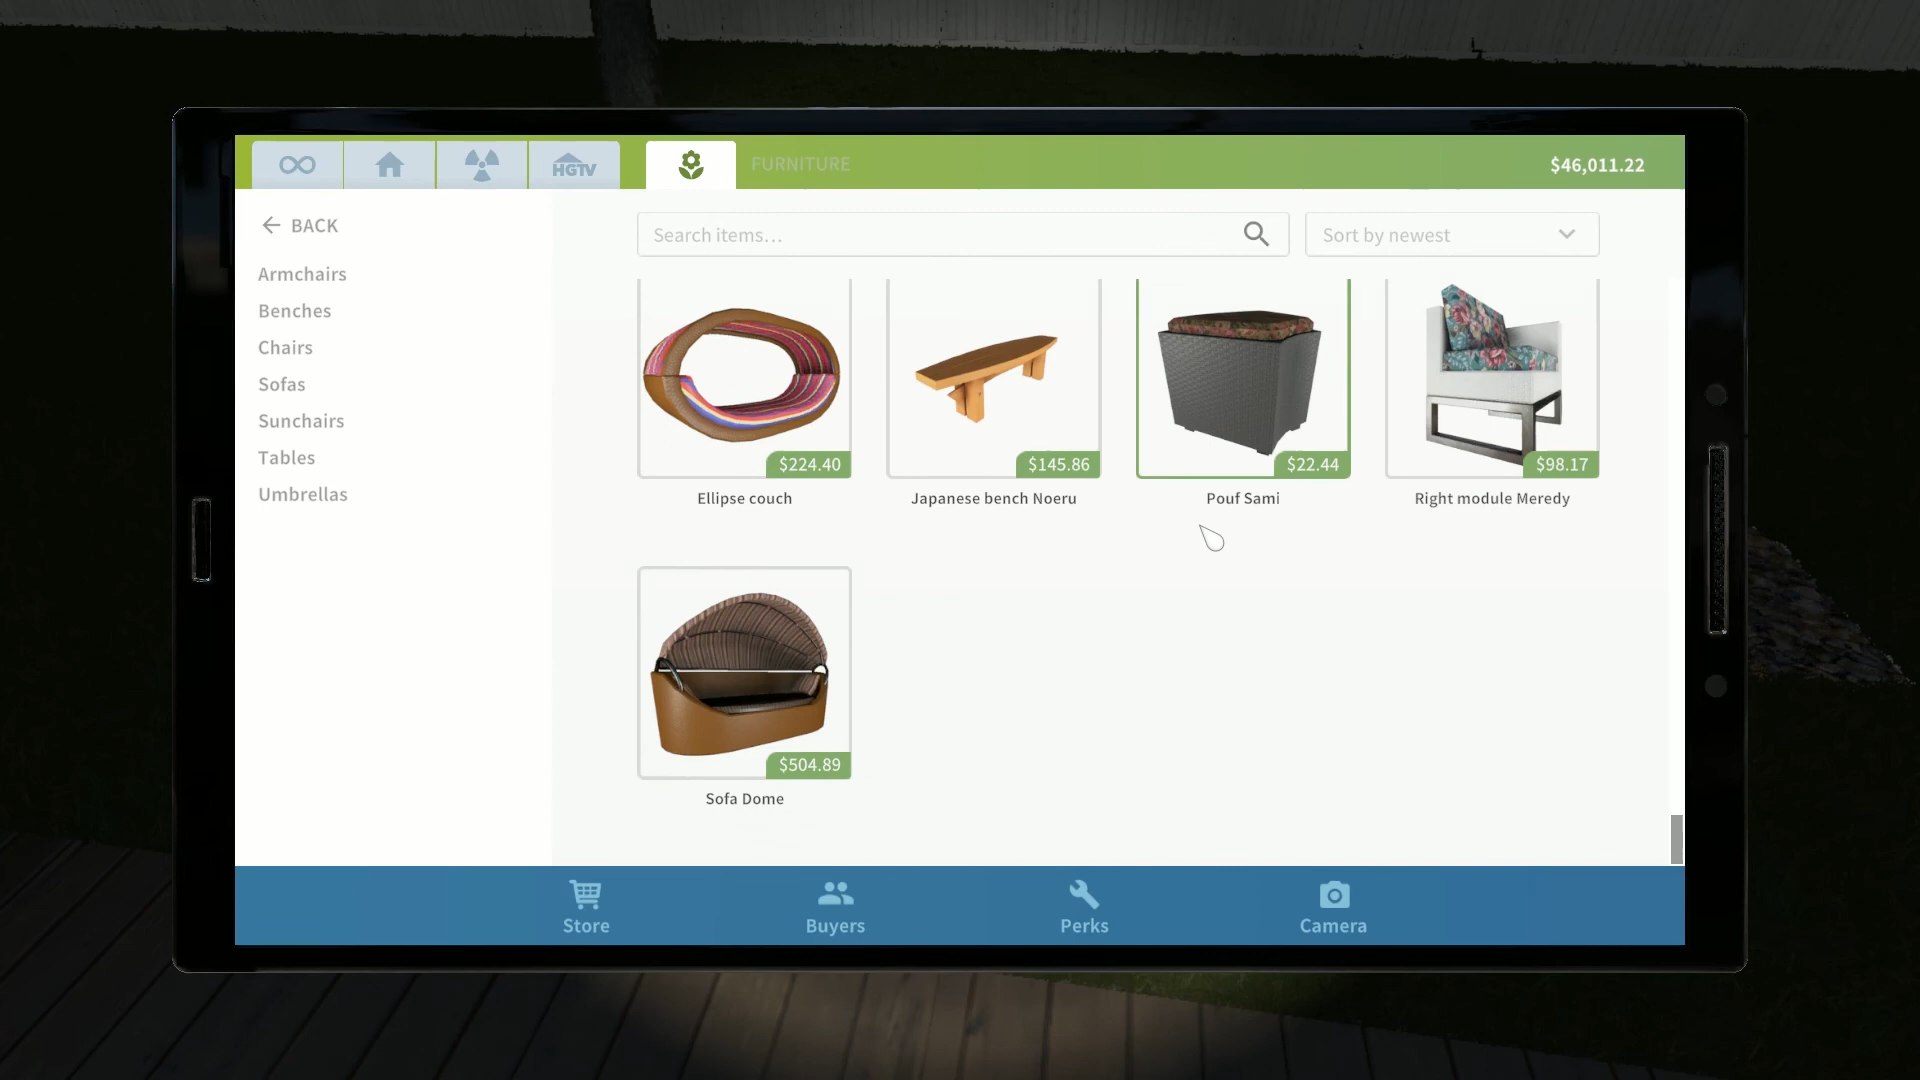 HGTV
FURNITURE
$46,011.22
BACK
Search items...
Sort by newest
Armchairs
Benches
Chairs
Sofas
Sunchairs
Tables
Umbrellas
$224.40
$145.86
$22.44
$98.17
Ellipse couch
Japanese bench Noeru
Pouf Sami
Right module Meredy
$504.89
Sofa Dome
Store
Buyers
Perks
Camera